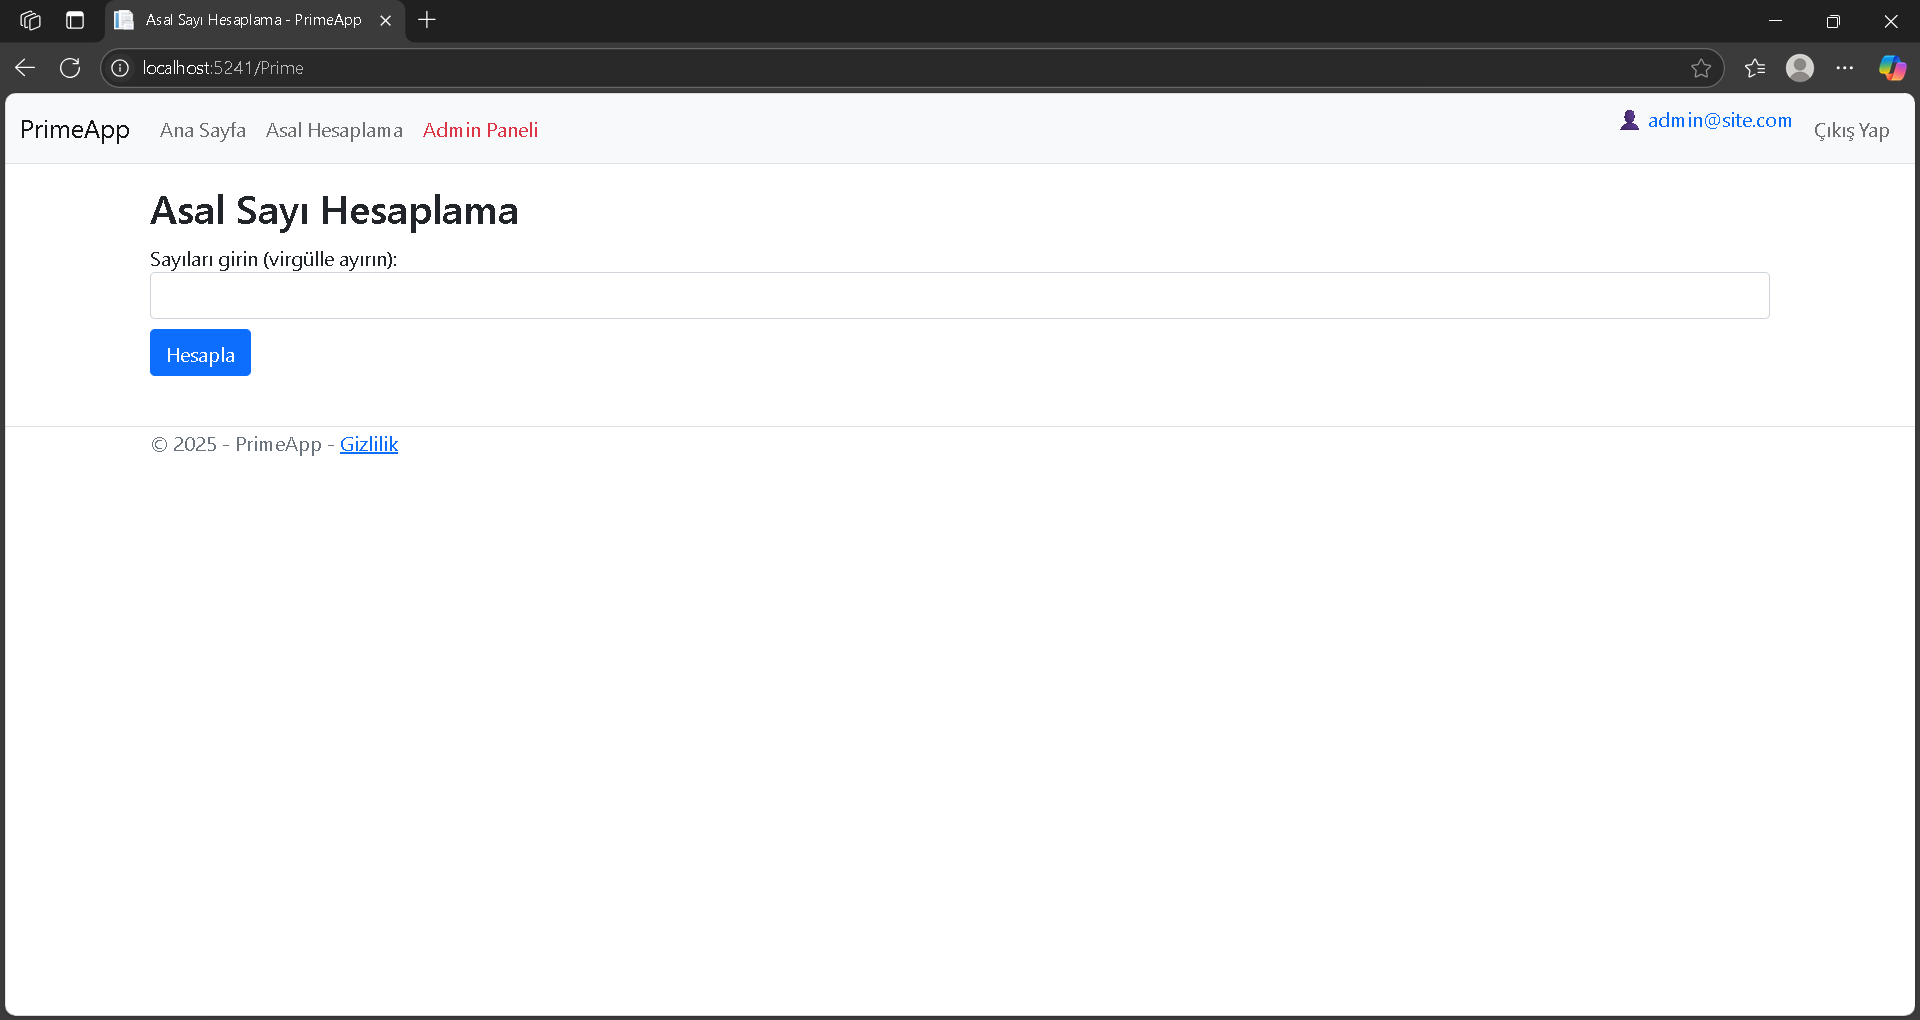 Asal Sayı Hesaplama - PrimeApp
localhost:5241/Prime
PrimeApp Ana Sayfa Asal Hesaplama Admin Paneli admin@site.com Çıkış Yap
Asal Sayı Hesaplama
Sayıları girin (virgülle ayırın):
Hesapla
© 2025 - PrimeApp - Gizlilik